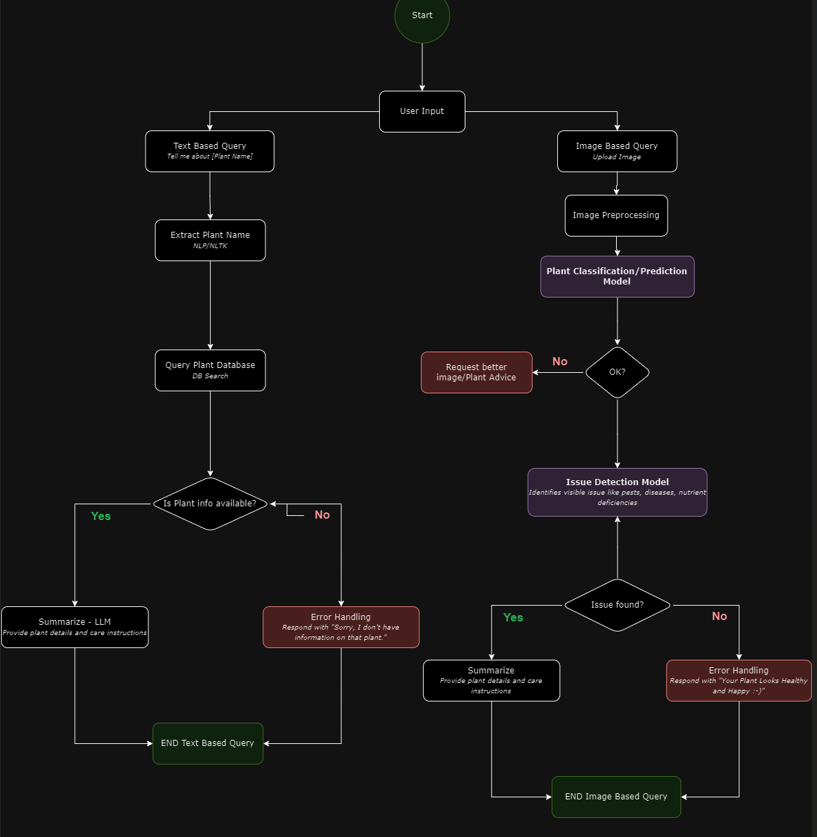 Start
User Input
Text Based Query
Tell me about [Plant Name]
Extract Plant Name
NLP/NLTK
Query Plant Database
DB Search
Is Plant info available?
Yes
No
Summarize - LLM
Provide plant details and care instructions
Error Handling
Respond with "Sorry, I don't have
information on that plant."
END Text Based Query
Image Based Query
Upload Image
Image Preprocessing
Plant Classification/Prediction
Model
OK?
No
Request better
image/Plant Advice
Issue Detection Model
Identifies visible issue like pests, diseases, nutrient
deficiencies
Issue found?
Yes
No
Summarize
Provide plant details and care
instructions
Error Handling
Respond with "Your Plant Looks Healthy
and Happy :-)"
END Image Based Query